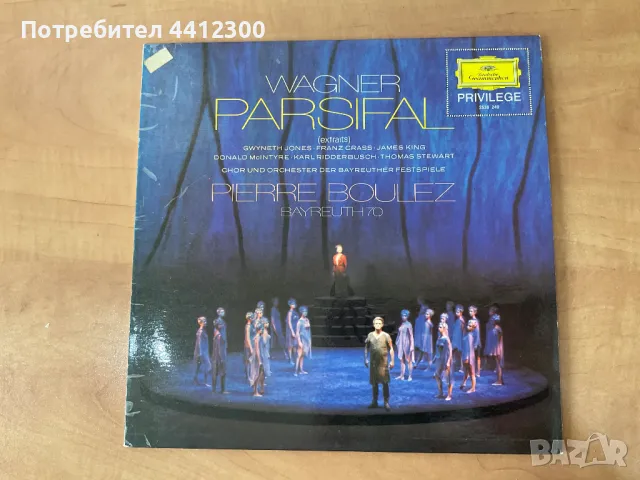 Потребител 4412300
WAGNER
PARSIFAL
(extraits)
GWYNETH JONES · FRANZ CRASS · JAMES KING
DONALD McINTYRE · KARL RIDDERBUSCH · THOMAS STEWART
CHOR UND ORCHESTER DER BAYREUTHER FESTSPIELE
PIERRE BOULEZ
BAYREUTH 70
Deutsche
Grammophon
PRIVILEGE
BAZAR